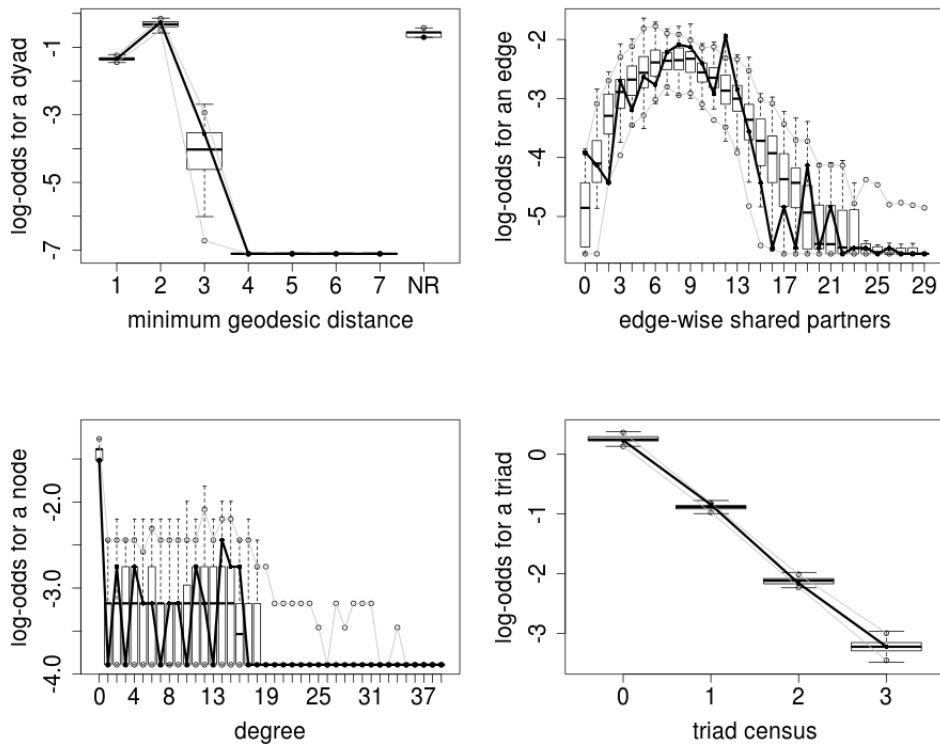 log-odds for a dyad
-1
-3
-5
-7
1 2 3 4 5 6 7 NR
minimum geodesic distance
log-odds for an edge
-2
-3
-4
-5
0 3 6 9 13 17 21 25 29
edge-wise shared partners
log-odds for a node
-2.0
-3.0
-4.0
0 4 8 13 19 25 31 37
degree
log-odds for a triad
0
-1
-2
-3
0 1 2 3
triad census